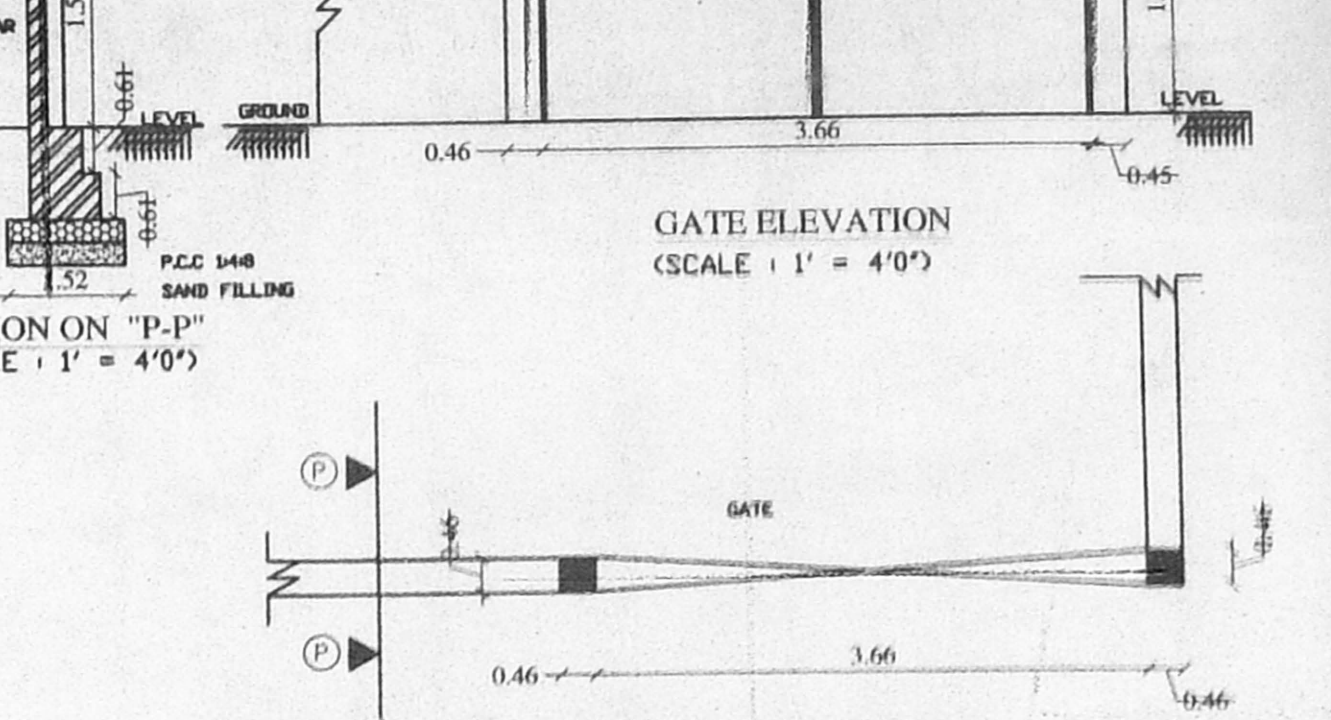 1.5
0.61
LEVEL
GROUND
LEVEL
0.46
3.66
0.45
0.61
GATE ELEVATION
(SCALE : 1' = 4'0")
P.C.C 1:4:8
SAND FILLING
.52
ON ON "P-P"
E : 1' = 4'0")
P
GATE
P
0.46
3.66
0.46